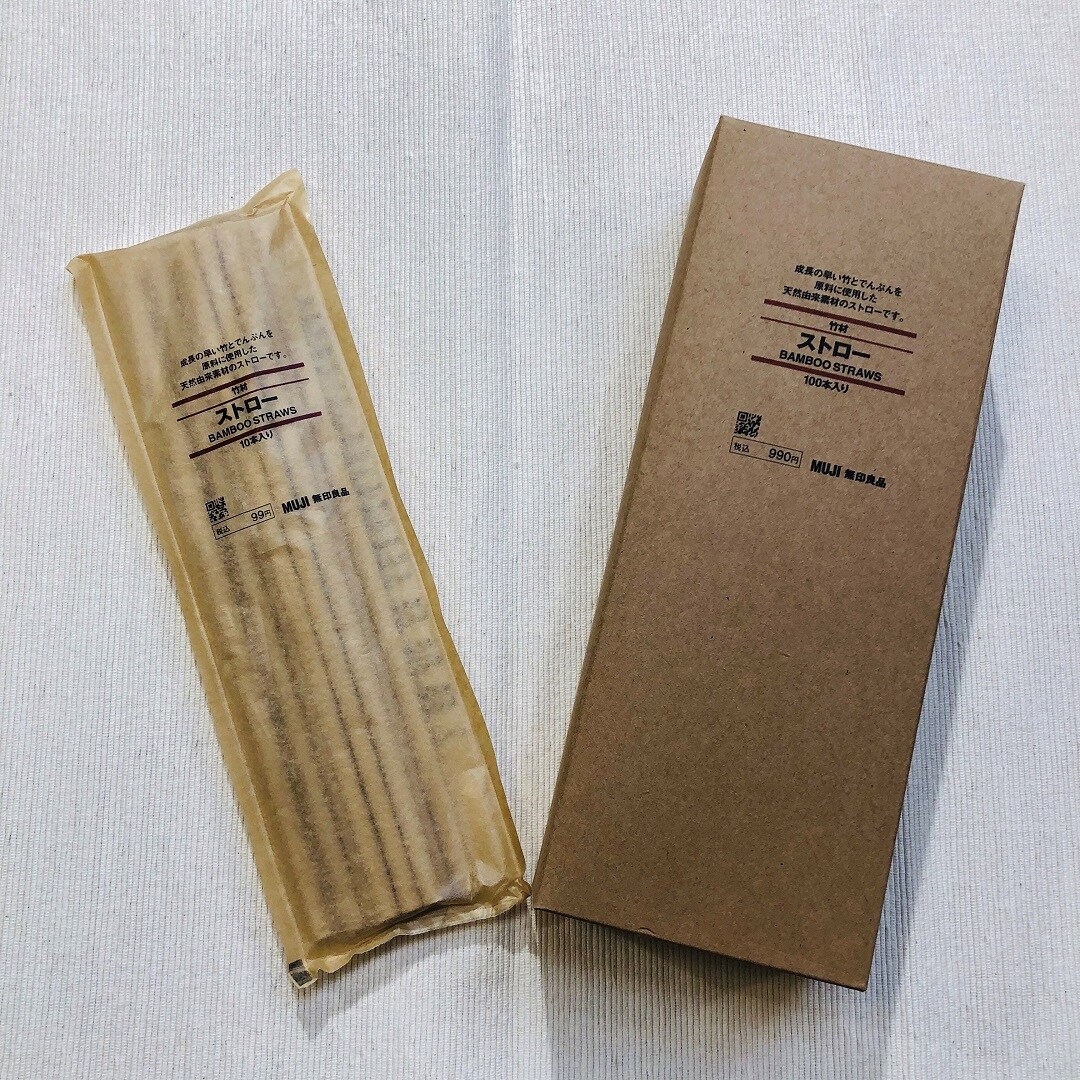 成長の早い竹とでんぷんを
原料に使用した
天然由来素材のストローです。
竹材
ストロー
BAMBOO STRAWS
10本入り
税込 99円
MUJI 無印良品
成長の早い竹とでんぷんを
原料に使用した
天然由来素材のストローです。
竹材
ストロー
BAMBOO STRAWS
100本入り
税込 990円
MUJI 無印良品